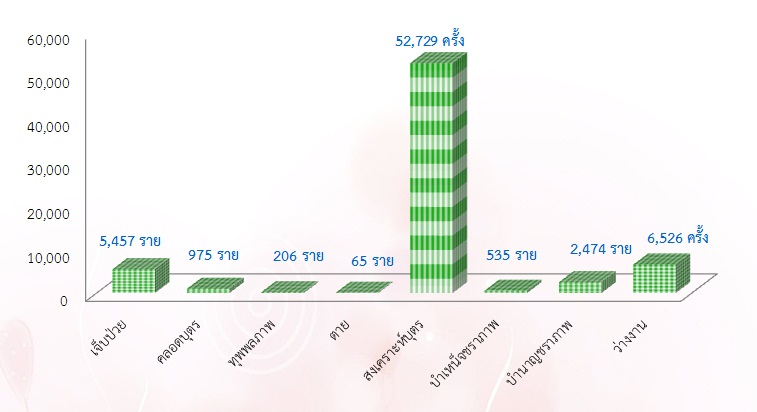 60,000
50,000
40,000
30,000
20,000
10,000
0
5,457 ราย
975 ราย
206 ราย
65 ราย
52,729 ครั้ง
535 ราย
2,474 ราย
6,526 ครั้ง
เจ็บป่วย
คลอดบุตร
ทุพพลภาพ
ตาย
สงเคราะห์บุตร
บำเหน็จชราภาพ
บำนาญชราภาพ
ว่างงาน